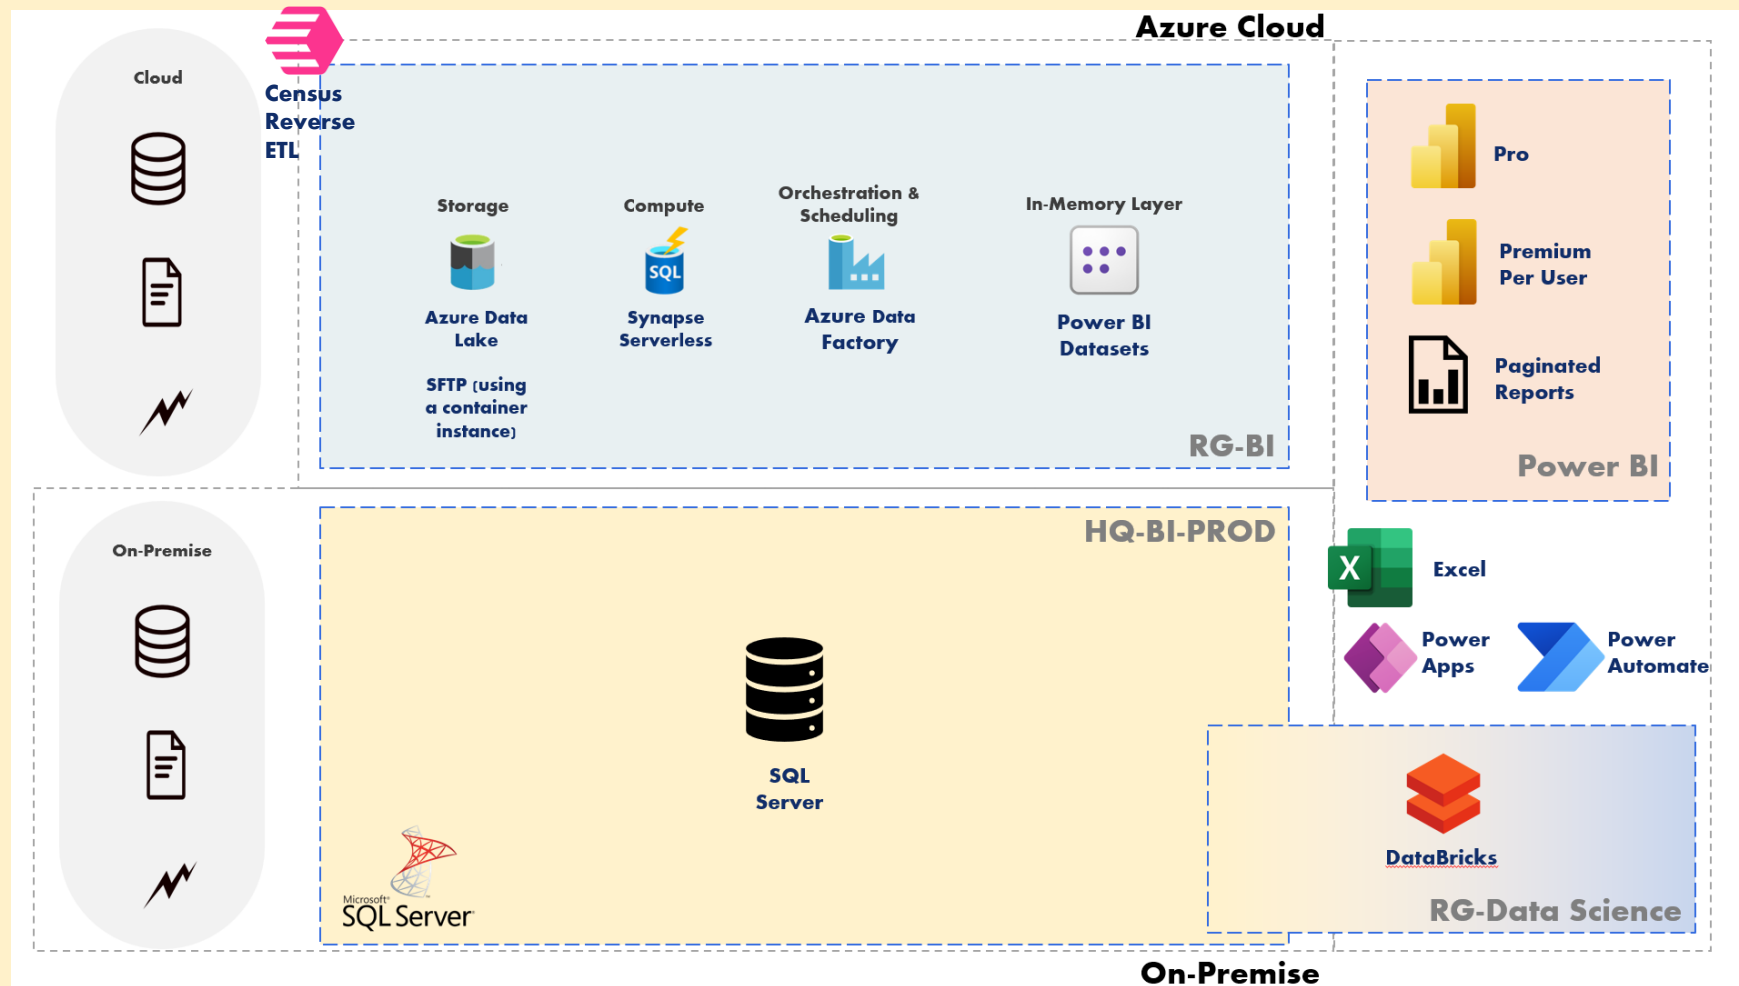 Azure Cloud
Cloud
Census
Reverse
ETL
Storage
Azure Data
Lake
SFTP (using
a container
instance)
Compute
SQL
Synapse
Serverless
Orchestration &
Scheduling
Azure Data
Factory
In-Memory Layer
Power BI
Datasets
RG-BI
Pro
Premium
Per User
Paginated
Reports
Power BI
On-Premise
HQ-BI-PROD
SQL
Server
Microsoft®
SQL Server
X
Excel
Power
Apps
Power
Automate
DataBricks
RG-Data Science
On-Premise